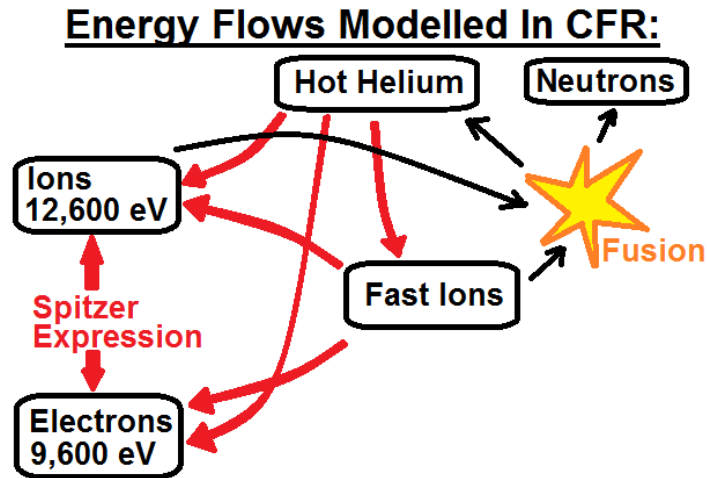 Energy Flows Modelled In CFR:
Hot Helium
Neutrons
Ions
12,600 eV
Fusion
Fast Ions
Spitzer
Expression
Electrons
9,600 eV